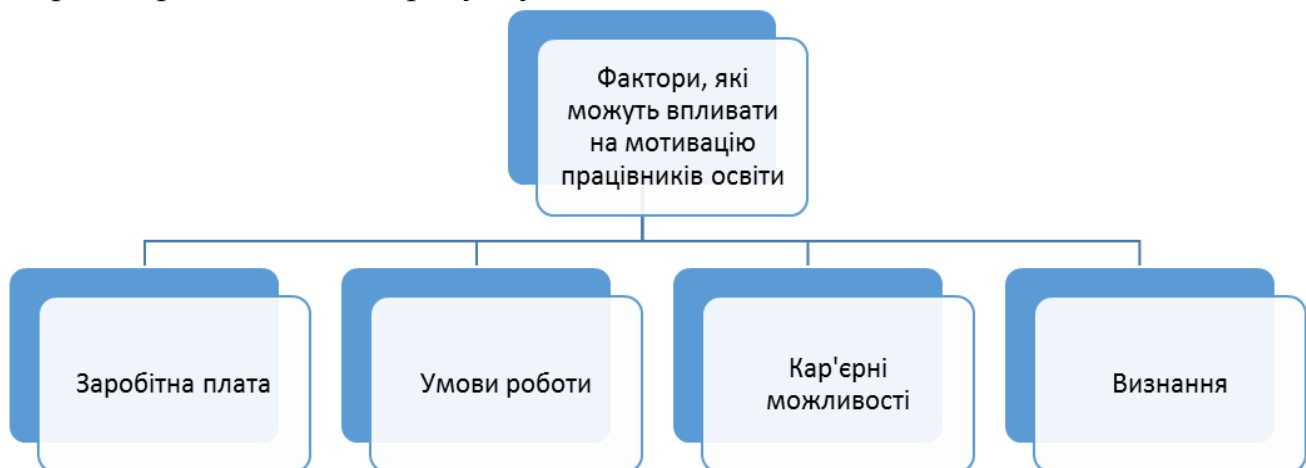 Фактори, які
можуть впливати
на мотивацію
працівників освіти
Заробітна плата
Умови роботи
Кар'єрні
можливості
Визнання